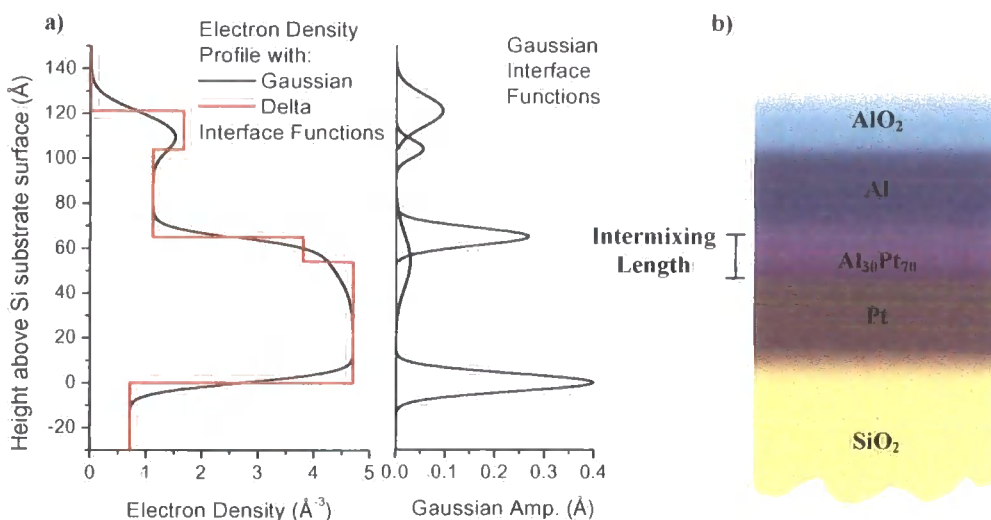 a)
Electron Density
Profile with:
Gaussian
Delta
Interface Functions
Gaussian
Interface
Functions
140
120
100
80
60
40
20
0
-20
Height above Si substrate surface (Å)
0 1 2 3 4 5
Electron Density (Å⁻³)
0.0 0.1 0.2 0.3 0.4
Gaussian Amp. (Å)
b)
AlO₂
Al
Intermixing
Length
Al₃₀Pt₇₀
Pt
SiO₂